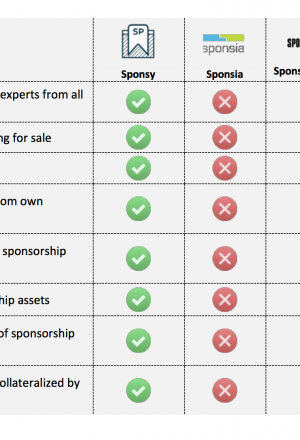 SP
sponsia
SPO
Sponsy
Sponsia
Spons
experts from all
ng for sale
om own
sponsorship
hip assets
of sponsorship
ollateralized by